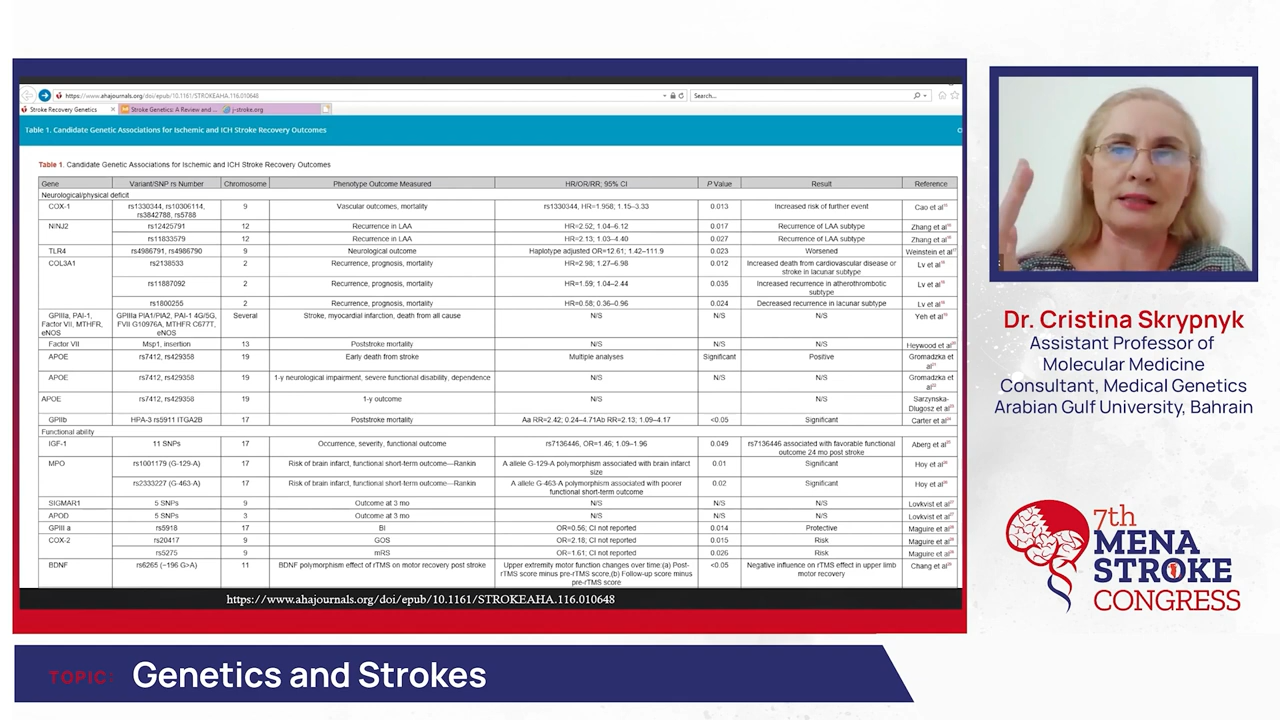 https://www.ahajournals.org/doi/epub/10.1161/STROKEAHA.116.010648
Search...
Stroke Recovery Genetics
Stroke Genetics: A Review and ...
j-stroke.org
Table 1. Candidate Genetic Associations for Ischemic and ICH Stroke Recovery Outcomes
Table 1. Candidate Genetic Associations for Ischemic and ICH Stroke Recovery Outcomes
Gene Variant/SNP rs Number Chromosome Phenotype Outcome Measured HR/OR/RR; 95% CI P Value Result Reference
Neurological/physical deficit
COX-1 rs1330344, rs10306114, rs3842788, rs5788 9 Vascular outcomes, mortality rs1330344, HR=1.958; 1.15–3.33 0.013 Increased risk of further event Cao et al
NINJ2 rs12425791 12 Recurrence in LAA HR=2.52; 1.04–6.12 0.017 Recurrence of LAA subtype Zhang et al
rs11833579 12 Recurrence in LAA HR=2.13; 1.03–4.40 0.027 Recurrence of LAA subtype Zhang et al
TLR4 rs4986791, rs4986790 9 Neurological outcome Haplotype adjusted OR=12.61; 1.42–111.9 0.023 Worsened Weinstein et al
COL3A1 rs2138533 2 Recurrence, prognosis, mortality HR=2.98; 1.27–6.98 0.012 Increased death from cardiovascular disease or stroke in lacunar subtype Lv et al
rs11887092 2 Recurrence, prognosis, mortality HR=1.59; 1.04–2.44 0.035 Increased recurrence in atherothrombotic subtype Lv et al
rs1800255 2 Recurrence, prognosis, mortality HR=0.58; 0.36–0.96 0.024 Decreased recurrence in lacunar subtype Lv et al
GPIIIa, PAI-1, Factor VII, MTHFR, eNOS GPIIIa PIA1/PIA2, PAI-1 4G/5G, FVII G10976A, MTHFR C677T, eNOS Several Stroke, myocardial infarction, death from all cause N/S N/S N/S Yeh et al
Factor VII Msp1, insertion 13 Poststroke mortality N/S N/S N/S Heywood et al
APOE rs7412, rs429358 19 Early death from stroke Multiple analyses Significant Positive Gromadzka et al
APOE rs7412, rs429358 19 1-y neurological impairment, severe functional disability, dependence N/S N/S N/S Gromadzka et al
APOE rs7412, rs429358 19 1-y outcome N/S N/S Sarzynska-Dlugosz et al
GPIIb HPA-3 rs5911 ITGA2B 17 Poststroke mortality Aa RR=2.42; 0.24–4.71Ab RR=2.13; 1.09–4.17 <0.05 Significant Carter et al
Functional ability
IGF-1 11 SNPs 17 Occurrence, severity, functional outcome rs7136446, OR=1.46; 1.09–1.96 0.049 rs7136446 associated with favorable functional outcome 24 mo post stroke Aberg et al
MPO rs1001179 (G-129-A) 17 Risk of brain infarct, functional short-term outcome—Rankin A allele G-129-A polymorphism associated with brain infarct size 0.01 Significant Hoy et al
rs2333227 (G-463-A) 17 Risk of brain infarct, functional short-term outcome—Rankin A allele G-463-A polymorphism associated with poorer functional short-term outcome 0.02 Significant Hoy et al
SIGMAR1 5 SNPs 9 Outcome at 3 mo N/S N/S N/S Lovkvist et al
APOD 5 SNPs 3 Outcome at 3 mo N/S N/S N/S Lovkvist et al
GPIII a rs5918 17 BI OR=0.56; CI not reported 0.014 Protective Maguire et al
COX-2 rs20417 9 GOS OR=2.18; CI not reported 0.015 Risk Maguire et al
rs5275 9 mRS OR=1.61; CI not reported 0.026 Risk Maguire et al
BDNF rs6265 (−196 G>A) 11 BDNF polymorphism effect of rTMS on motor recovery post stroke Upper extremity motor function changes over time:(a) Post-rTMS score minus pre-rTMS score,(b) Follow-up score minus pre-rTMS score <0.05 Negative influence on rTMS effect in upper limb motor recovery Chang et al
https://www.ahajournals.org/doi/epub/10.1161/STROKEAHA.116.010648
Dr. Cristina Skrypnyk
Assistant Professor of
Molecular Medicine
Consultant, Medical Genetics
Arabian Gulf University, Bahrain
7th
MENA
STROKE
CONGRESS
TOPIC: Genetics and Strokes